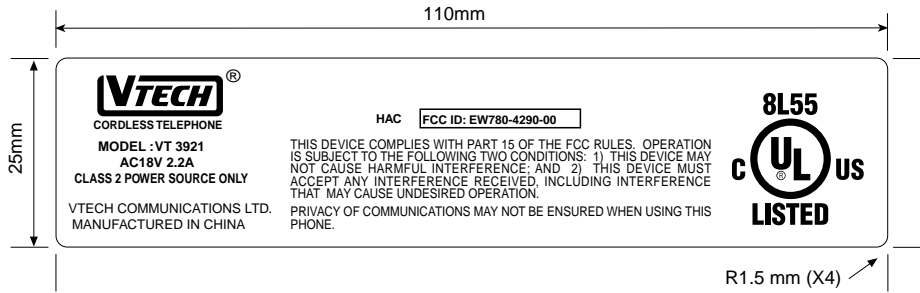 110mm
25mm
VTECH®
CORDLESS TELEPHONE
MODEL :VT 3921
AC18V 2.2A
CLASS 2 POWER SOURCE ONLY
VTECH COMMUNICATIONS LTD.
MANUFACTURED IN CHINA
HAC FCC ID: EW780-4290-00
THIS DEVICE COMPLIES WITH PART 15 OF THE FCC RULES. OPERATION
IS SUBJECT TO THE FOLLOWING TWO CONDITIONS: 1) THIS DEVICE MAY
NOT CAUSE HARMFUL INTERFERENCE; AND 2) THIS DEVICE MUST
ACCEPT ANY INTERFERENCE RECEIVED, INCLUDING INTERFERENCE
THAT MAY CAUSE UNDESIRED OPERATION.
PRIVACY OF COMMUNICATIONS MAY NOT BE ENSURED WHEN USING THIS
PHONE.
8L55
C UL® US
LISTED
R1.5 mm (X4)